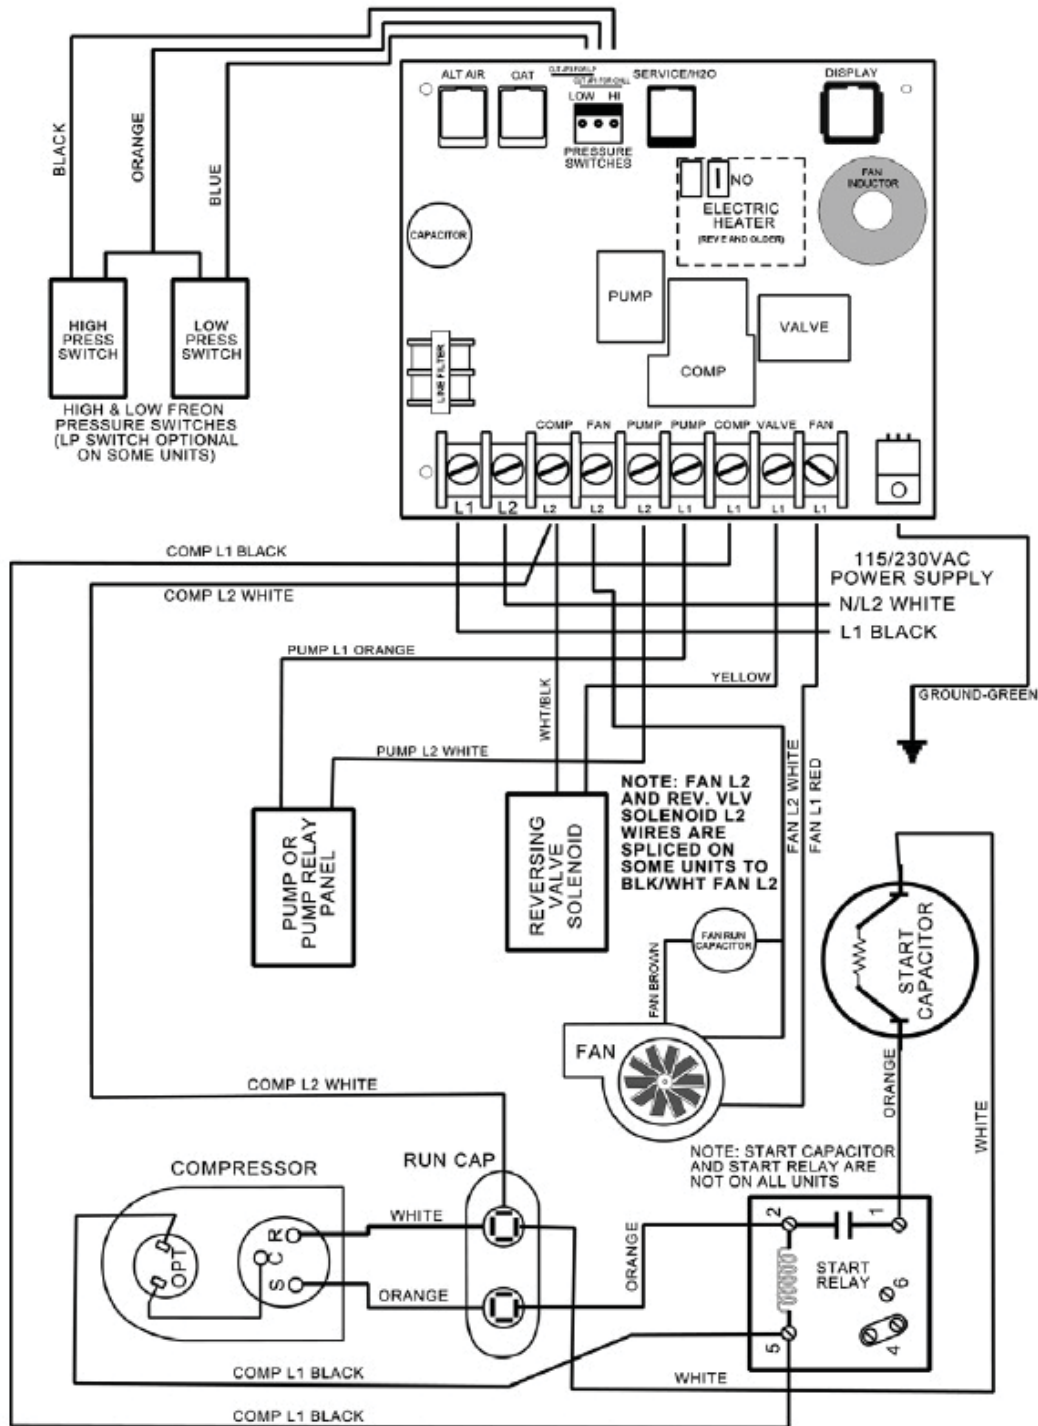 BLACK
ORANGE
BLUE
HIGH
PRESS
SWITCH
LOW
PRESS
SWITCH
HIGH & LOW FREON
PRESSURE SWITCHES
(LP SWITCH OPTIONAL
ON SOME UNITS)
ALT AIR
OAT
LOW HI
PRESSURE
SWITCHES
SERVICE/H2O
DISPLAY
NO
ELECTRIC
HEATER
(REV E AND OLDER)
FAN
INDUCTOR
CAPACITOR
PUMP
COMP
VALVE
LINE FILTER
COMP FAN PUMP PUMP COMP VALVE FAN
L1 L2 L2 L2 L2 L1 L1 L1 L1
COMP L1 BLACK
COMP L2 WHITE
115/230VAC
POWER SUPPLY
N/L2 WHITE
L1 BLACK
PUMP L1 ORANGE
YELLOW
GROUND-GREEN
WHT/BLK
PUMP L2 WHITE
FAN L2 WHITE
FAN L1 RED
NOTE: FAN L2
AND REV. VLV
SOLENOID L2
WIRES ARE
SPLICED ON
SOME UNITS TO
BLK/WHT FAN L2
PUMP OR
PUMP RELAY
PANEL
REVERSING
VALVE
SOLENOID
FAN RUN
CAPACITOR
FAN BROWN
FAN
START
CAPACITOR
ORANGE
WHITE
COMP L2 WHITE
NOTE: START CAPACITOR
AND START RELAY ARE
NOT ON ALL UNITS
COMPRESSOR
RUN CAP
WHITE
ORANGE
OPT
R
C
S
ORANGE
2
1
START
RELAY
6
4
5
COMP L1 BLACK
WHITE
COMP L1 BLACK